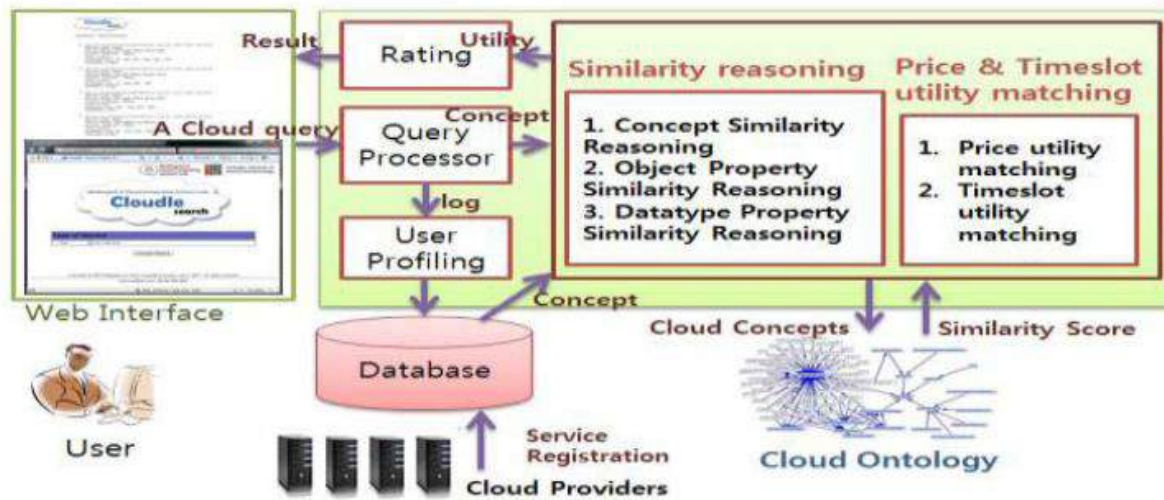 Cloudle
Result
Rating
Utility
Similarity reasoning
Price & Timeslot
utility matching
A Cloud query
Query
Processor
Concept
1. Concept Similarity
Reasoning
2. Object Property
Similarity Reasoning
3. Datatype Property
Similarity Reasoning
1. Price utility
matching
2. Timeslot
utility
matching
Cloudle
search
log
User
Profiling
Web Interface
Concept
Database
Cloud Concepts
Similarity Score
User
Service
Registration
Cloud Providers
Cloud Ontology